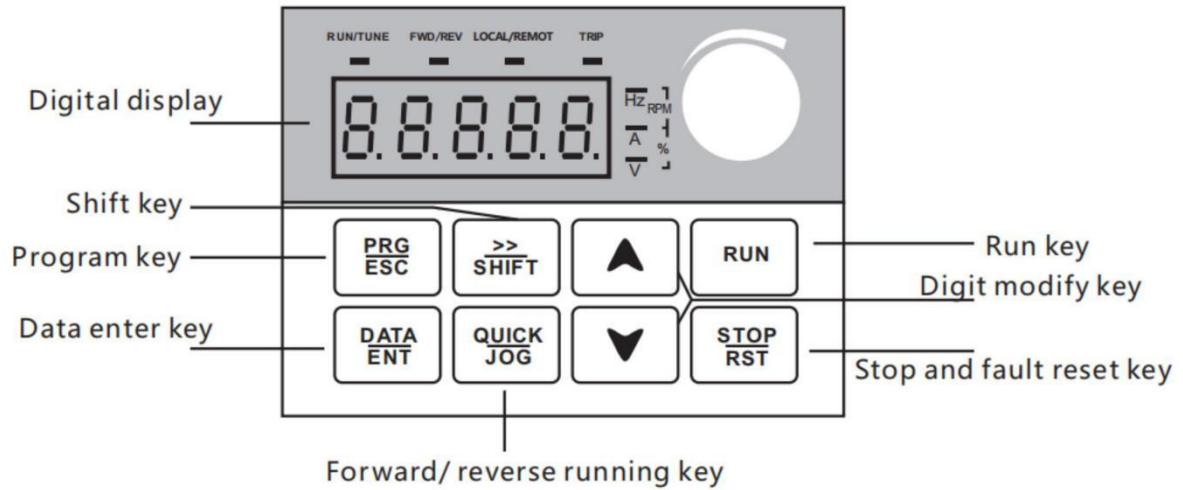 RUN/TUNE FWD/REV LOCAL/REMOT TRIP
Digital display
8.8.8.8.8.
Hz RPM
A %
V
Shift key
Program key
PRG/ESC >>/SHIFT RUN
Run key
Digit modify key
Data enter key
DATA/ENT QUICK/JOG STOP/RST
Stop and fault reset key
Forward/ reverse running key